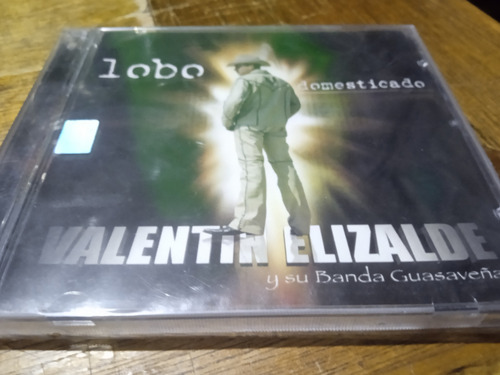 lobo
domesticado
VALENTIN ELIZALDE
y su Banda Guasaveña